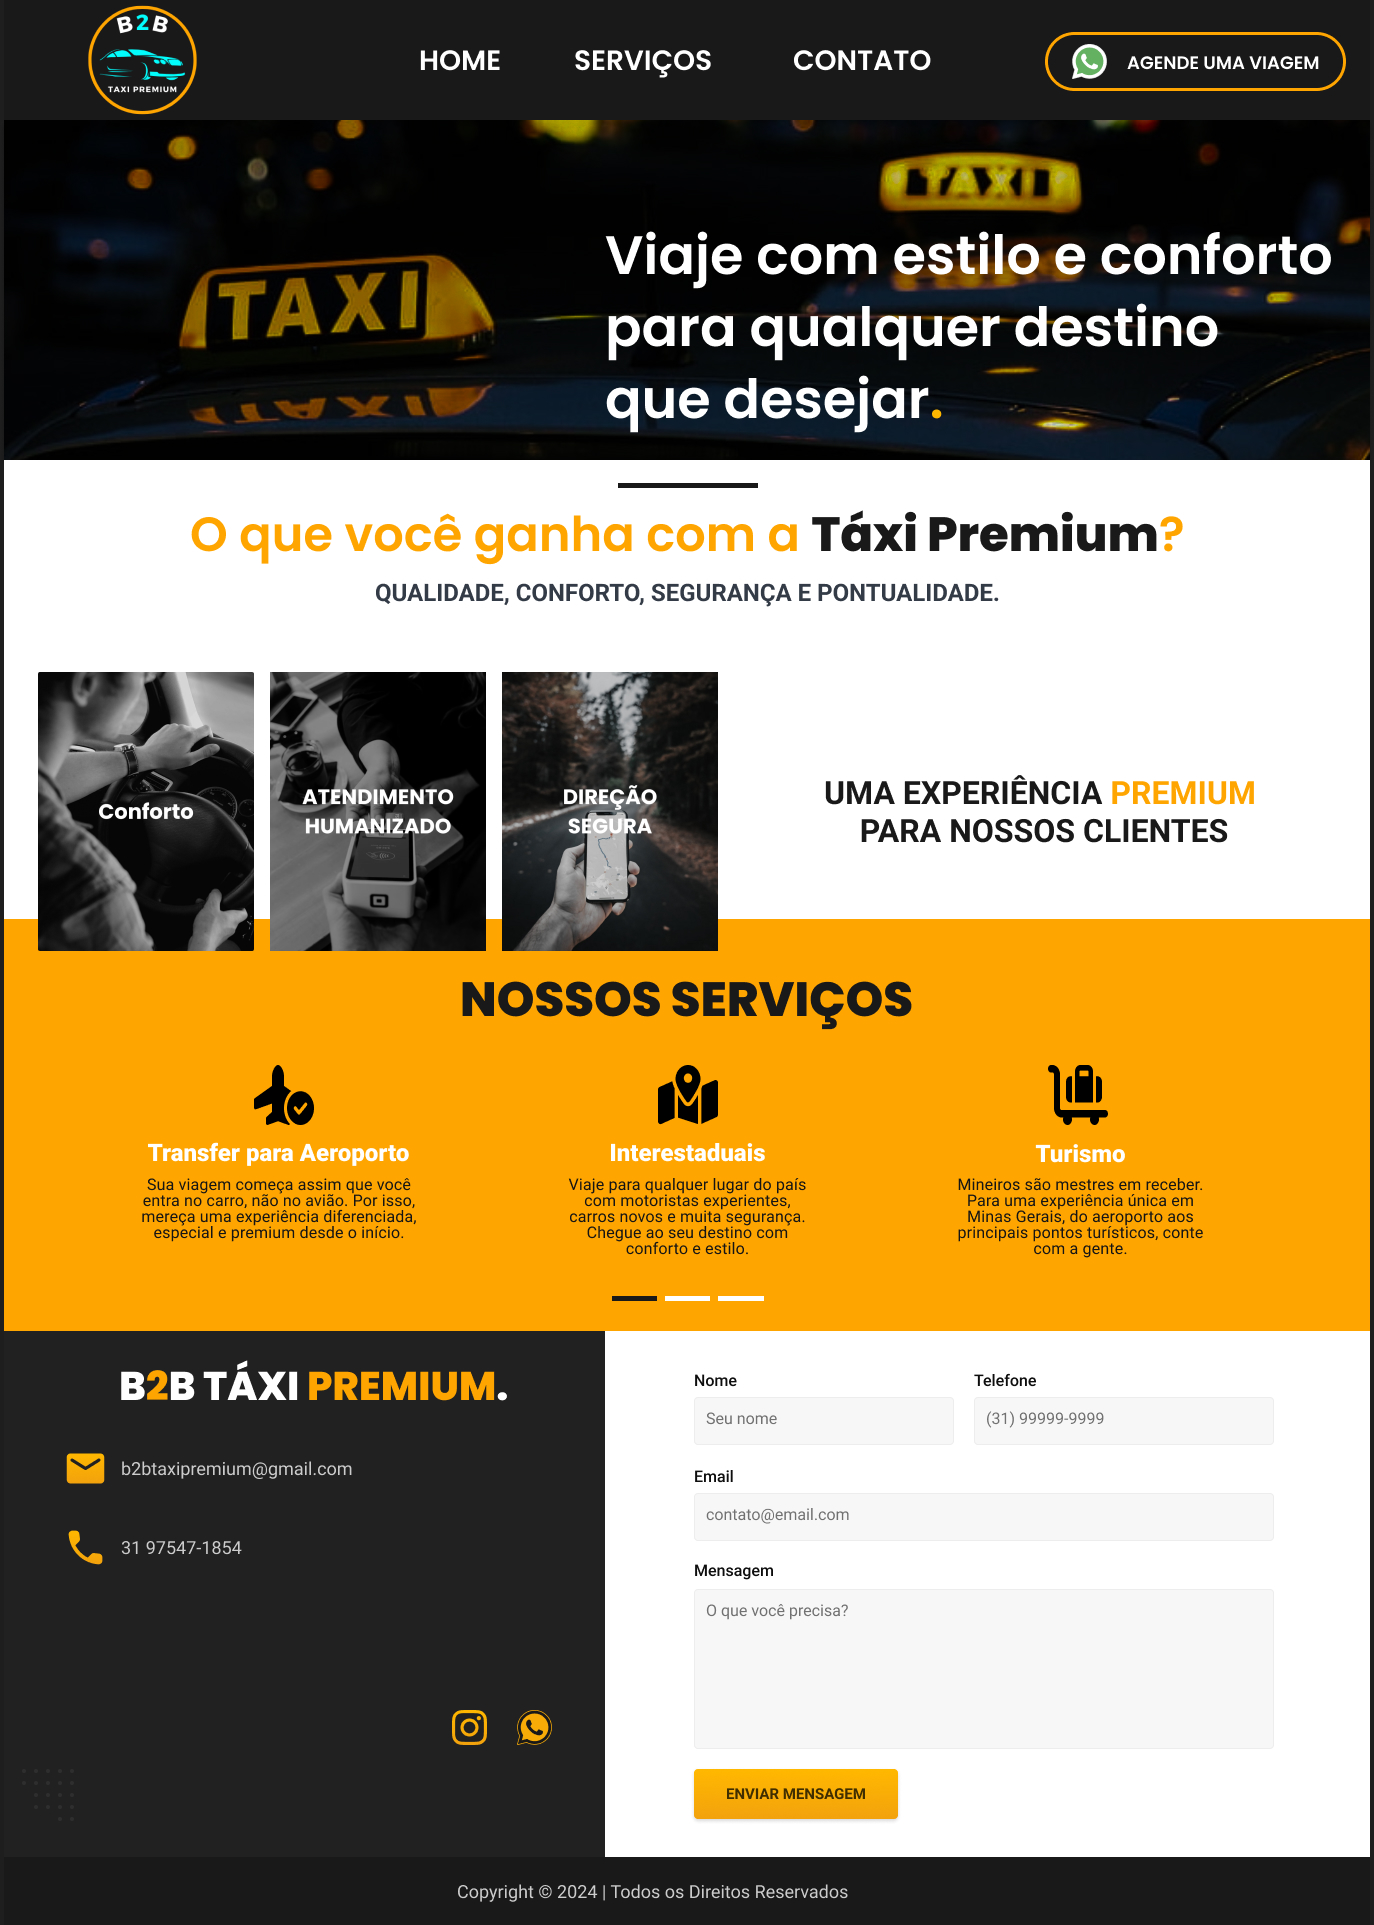 B2B
TAXI PREMIUM
HOME
SERVIÇOS
CONTATO
AGENDE UMA VIAGEM
TAXI
TAXI
Viaje com estilo e conforto
para qualquer destino
que desejar.
O que você ganha com a Táxi Premium?
QUALIDADE, CONFORTO, SEGURANÇA E PONTUALIDADE.
Conforto
ATENDIMENTO
HUMANIZADO
DIREÇÃO
SEGURA
UMA EXPERIÊNCIA PREMIUM
PARA NOSSOS CLIENTES
NOSSOS SERVIÇOS
Transfer para Aeroporto
Sua viagem começa assim que você
entra no carro, não no avião. Por isso,
mereça uma experiência diferenciada,
especial e premium desde o início.
Interestaduais
Viaje para qualquer lugar do país
com motoristas experientes,
carros novos e muita segurança.
Chegue ao seu destino com
conforto e estilo.
Turismo
Mineiros são mestres em receber.
Para uma experiência única em
Minas Gerais, do aeroporto aos
principais pontos turísticos, conte
com a gente.
B2B TÁXI PREMIUM.
b2btaxipremium@gmail.com
31 97547-1854
Nome
Seu nome
Telefone
(31) 99999-9999
Email
contato@email.com
Mensagem
O que você precisa?
ENVIAR MENSAGEM
Copyright © 2024 | Todos os Direitos Reservados